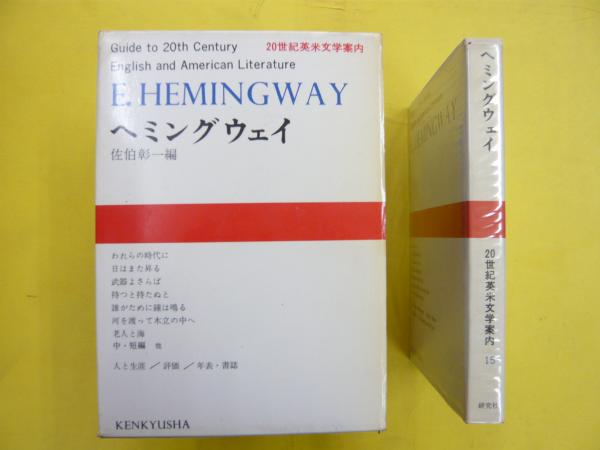 Guide to 20th Century
20世紀英米文学案内
English and American Literature
E. HEMINGWAY
ヘミングウェイ
佐伯彰一編
われらの時代に
日はまた昇る
武器よさらば
持つと持たぬと
誰がために鐘は鳴る
河を渡って木立の中へ
老人と海
中・短編 他
人と生涯／評価／年表・書誌
KENKYUSHA
ヘミングウェイ
HEMINGWAY
20世紀英米文学案内
15
研究社